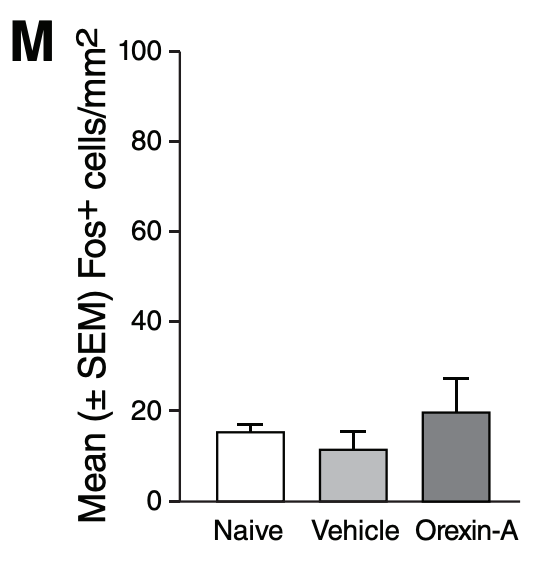 M
Mean (± SEM) Fos⁺ cells/mm²
100
80
60
40
20
0
Naive Vehicle Orexin-A